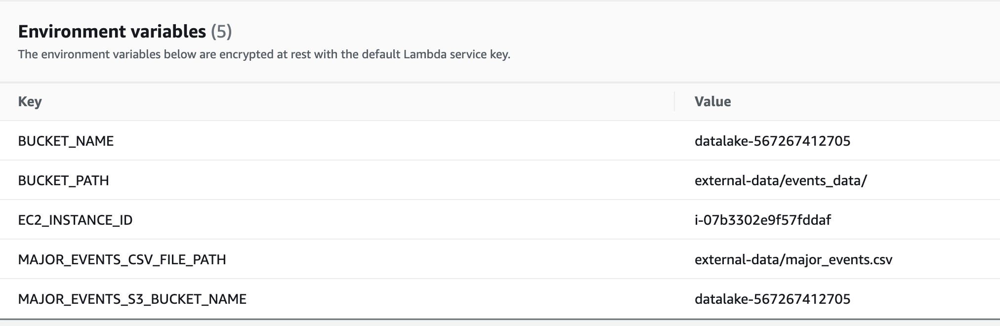 Environment variables (5)
The environment variables below are encrypted at rest with the default Lambda service key.
Key Value
BUCKET_NAME datalake-567267412705
BUCKET_PATH external-data/events_data/
EC2_INSTANCE_ID i-07b3302e9f57fddaf
MAJOR_EVENTS_CSV_FILE_PATH external-data/major_events.csv
MAJOR_EVENTS_S3_BUCKET_NAME datalake-567267412705